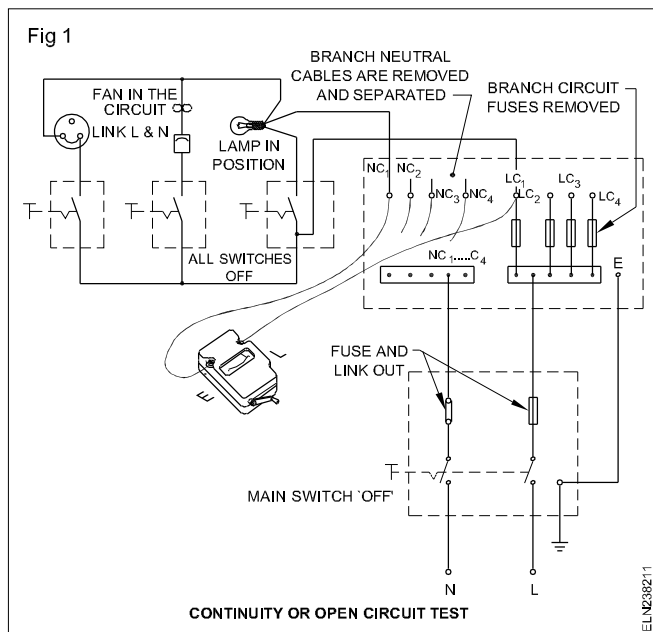 Fig 1
BRANCH NEUTRAL
CABLES ARE REMOVED
AND SEPARATED
BRANCH CIRCUIT
FUSES REMOVED
FAN IN THE
CIRCUIT
LINK L & N
LAMP IN
POSITION
NC1 NC2 NC3 NC4
LC1 LC2 LC3 LC4
NC1.....C4
E
ALL SWITCHES
OFF
L
E
FUSE AND
LINK OUT
MAIN SWITCH `OFF'
N L
CONTINUITY OR OPEN CIRCUIT TEST
ELN238211